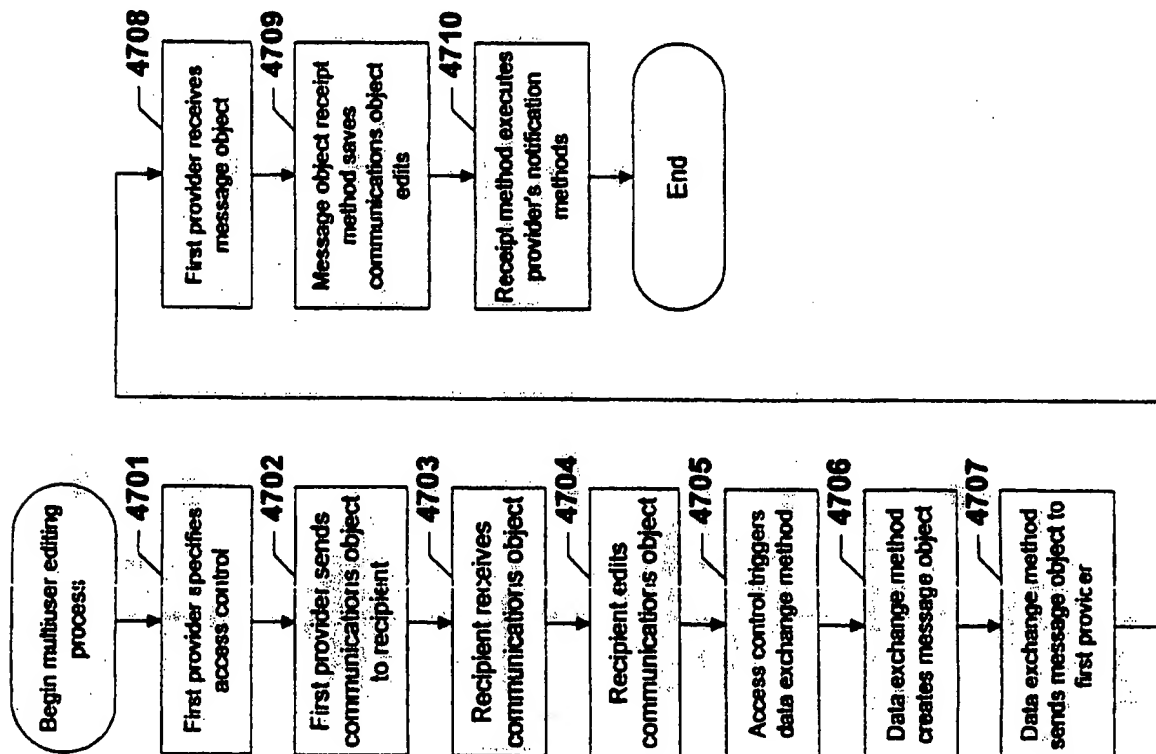 Begin multiuser editing
process
4701
First provider specifies
access control
4702
First provider sends
communications object
to recipient
4703
Recipient receives
communications object
4704
Recipient edits
communications object
4705
Access control triggers
data exchange method
4706
Data exchange method
creates message object
4707
Data exchange method
sends message object to
first provider
4708
First provider receives
message object
4709
Message object receipt
method saves
communications object
edits
4710
Receipt method executes
provider's notification
methods
End